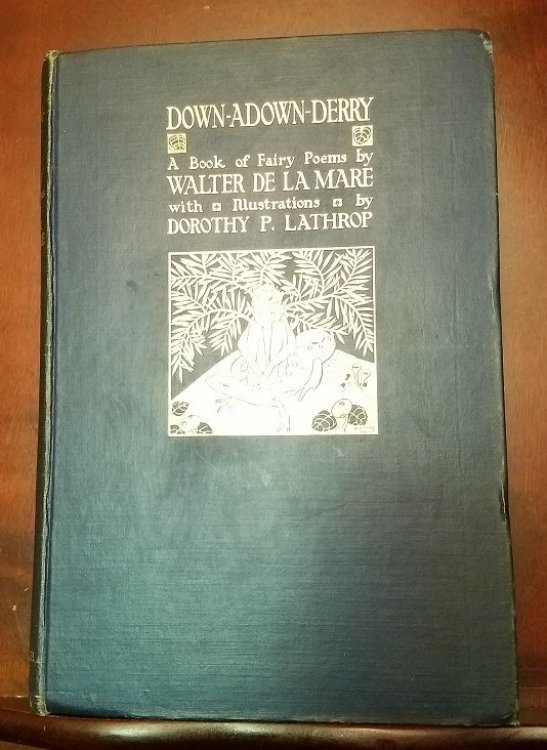 DOWN-ADOWN-DERRY
A Book of Fairy Poems by
WALTER DE LA MARE
with Illustrations by
DOROTHY P. LATHROP